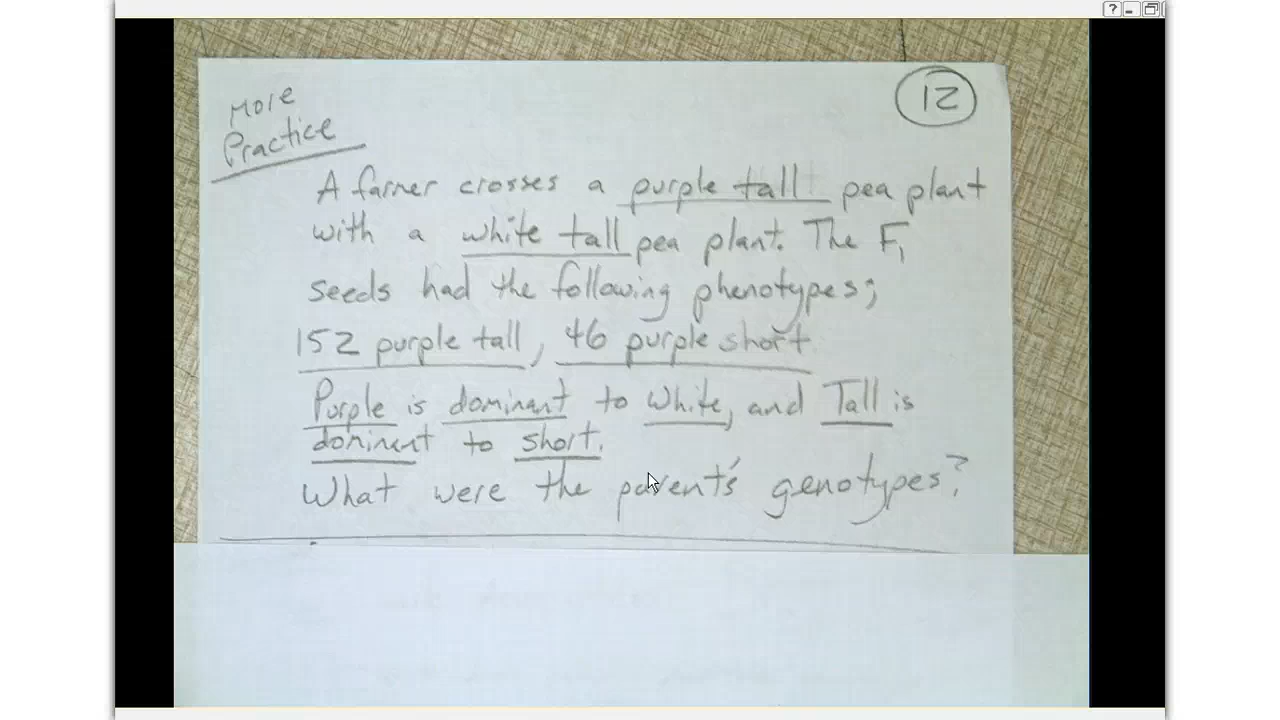 More
Practice
12
A farmer crosses a purple tall pea plant
with a white tall pea plant. The F1
seeds had the following phenotypes;
152 purple tall, 46 purple short
Purple is dominant to white, and Tall is
dominant to short.
What were the parent's genotypes?